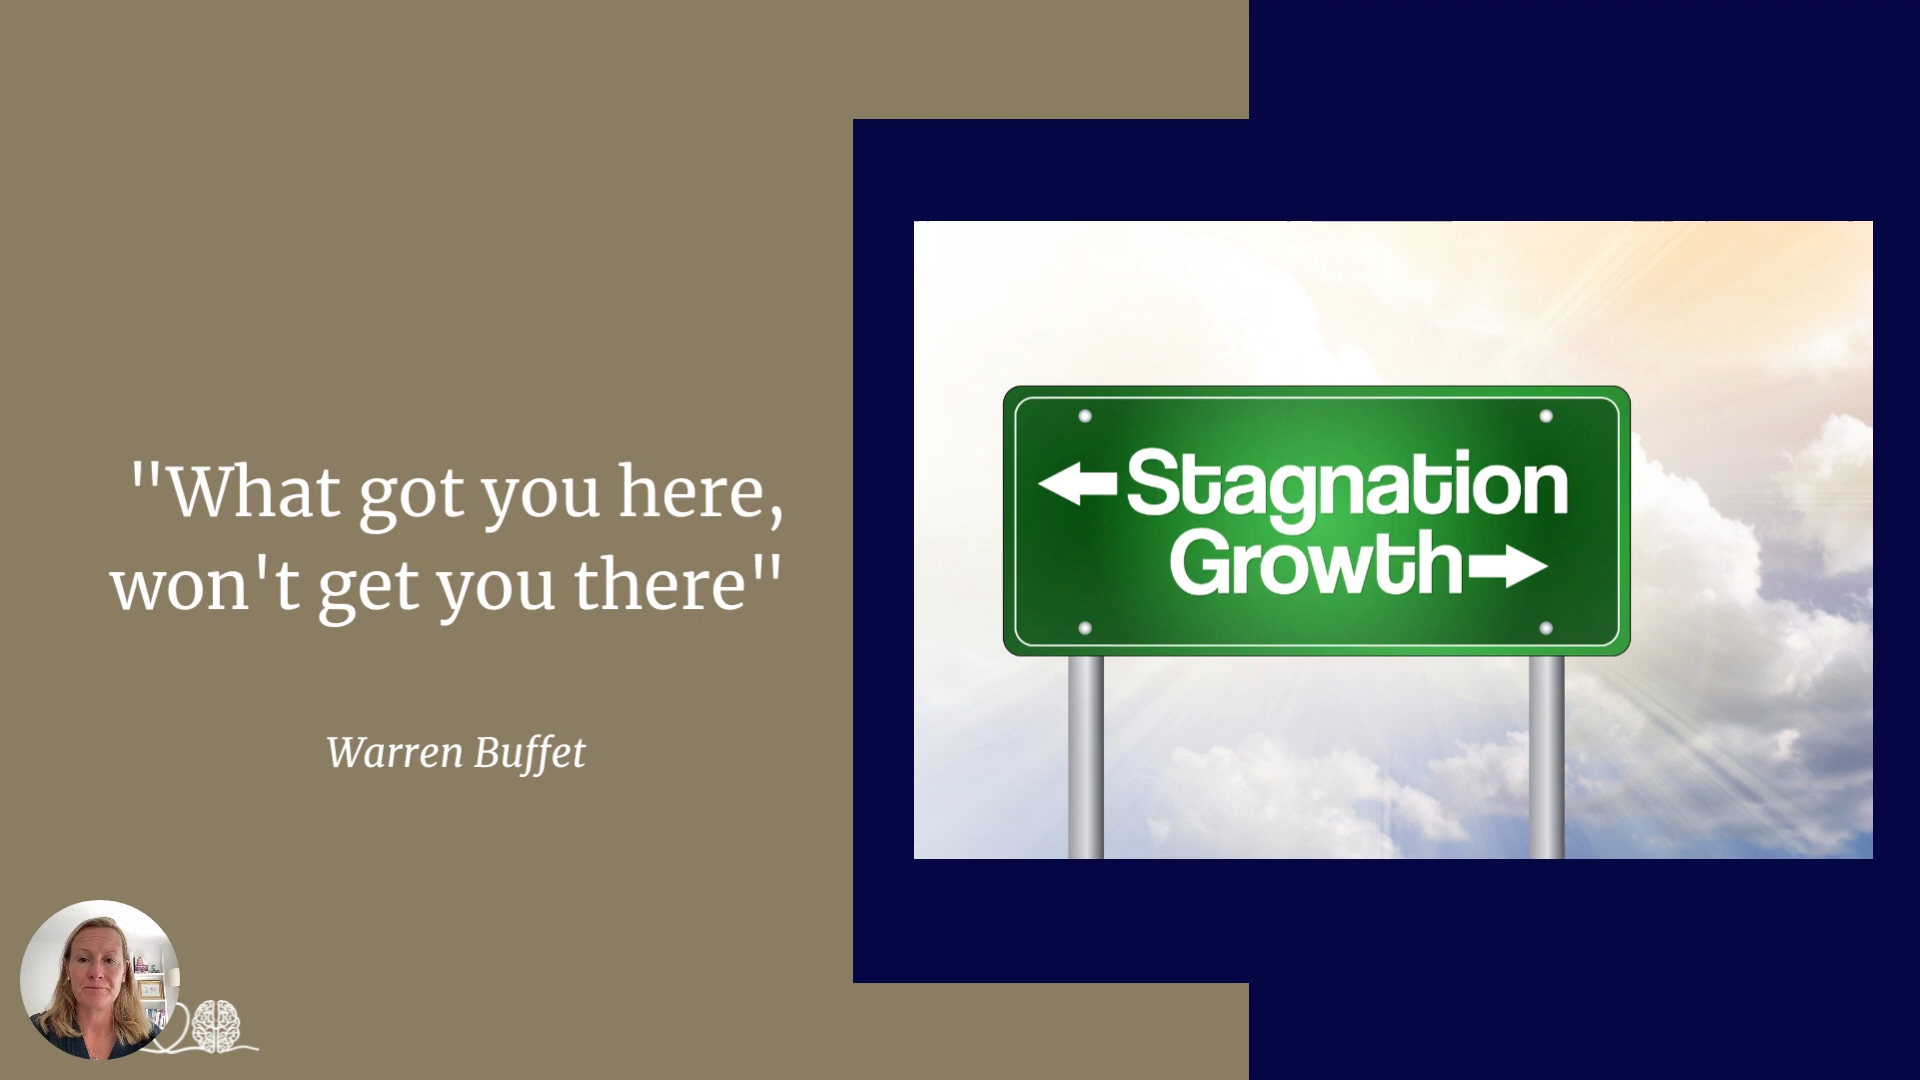 "What got you here,
won't get you there"
Warren Buffet
Stagnation
Growth